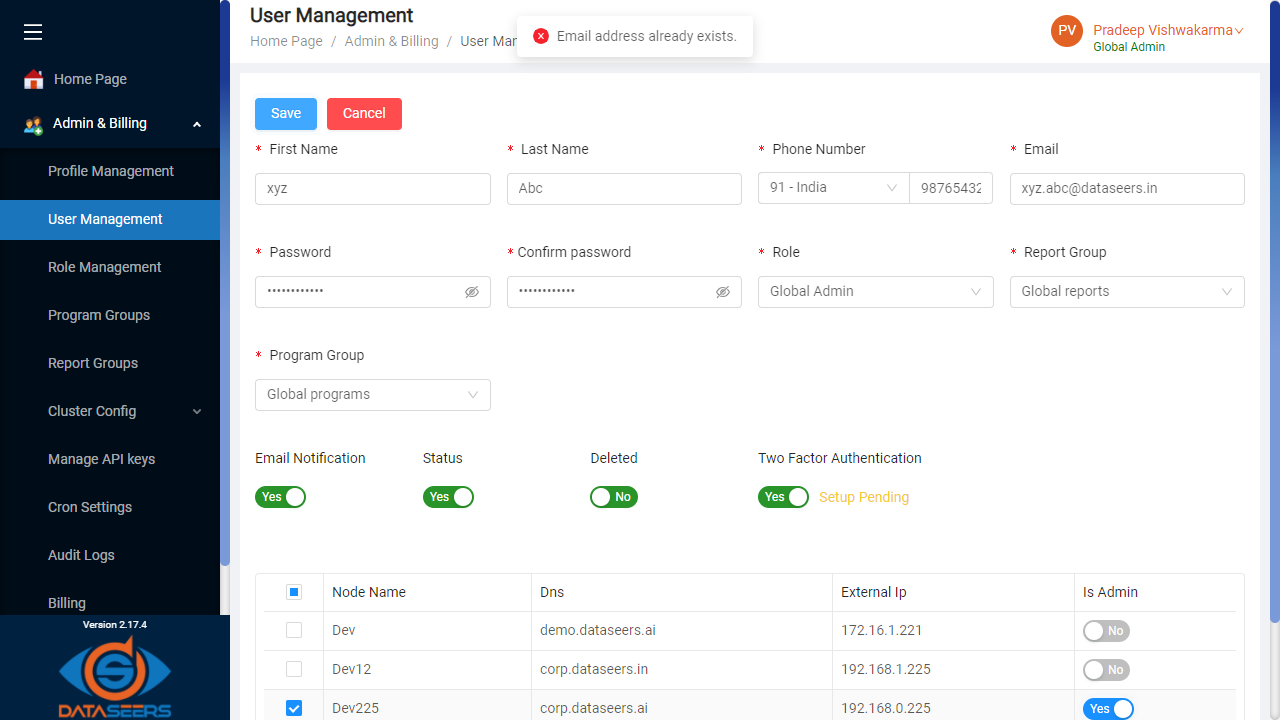 User Management
Home Page / Admin & Billing / User Mar
Email address already exists.
PV
Pradeep Vishwakarma
Global Admin
Home Page
Admin & Billing
Profile Management
User Management
Role Management
Program Groups
Report Groups
Cluster Config
Manage API keys
Cron Settings
Audit Logs
Billing
Version 2.17.4
DATASEERS
Save
Cancel
* First Name
* Last Name
* Phone Number
* Email
xyz
Abc
91 - India
98765432
xyz.abc@dataseers.in
* Password
* Confirm password
* Role
* Report Group
••••••••••••
••••••••••••
Global Admin
Global reports
* Program Group
Global programs
Email Notification
Status
Deleted
Two Factor Authentication
Yes
Yes
No
Yes
Setup Pending
Node Name
Dns
External Ip
Is Admin
Dev
demo.dataseers.ai
172.16.1.221
No
Dev12
corp.dataseers.in
192.168.1.225
No
Dev225
corp.dataseers.ai
192.168.0.225
Yes